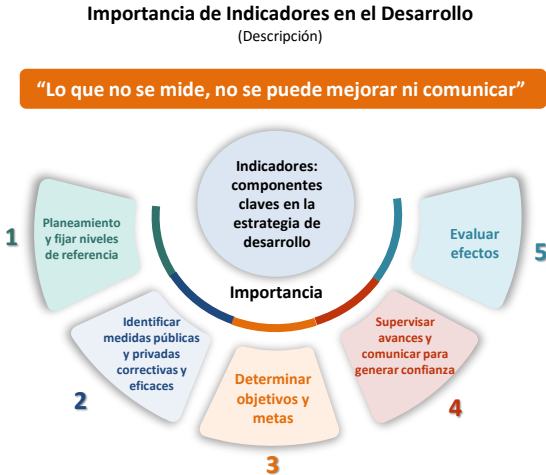 Importancia de Indicadores en el Desarrollo
(Descripción)
“Lo que no se mide, no se puede mejorar ni comunicar”
Indicadores:
componentes
claves en la
estrategia de
desarrollo
Importancia
1
Planeamiento
y fijar niveles
de referencia
2
Identificar
medidas públicas
y privadas
correctivas y
eficaces
3
Determinar
objetivos y
metas
4
Supervisar
avances y
comunicar para
generar confianza
5
Evaluar
efectos